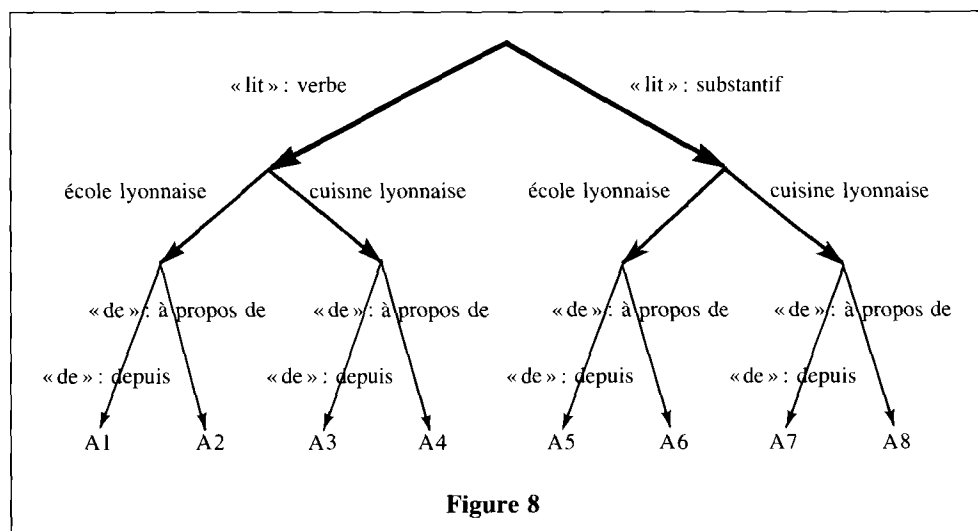 « lit » : verbe « lit » : substantif
école lyonnaise cuisine lyonnaise école lyonnaise cuisine lyonnaise
« de » : à propos de « de » : à propos de « de » : à propos de « de » : à propos de
« de » : depuis « de » : depuis « de » : depuis « de » : depuis
A1 A2 A3 A4 A5 A6 A7 A8
Figure 8